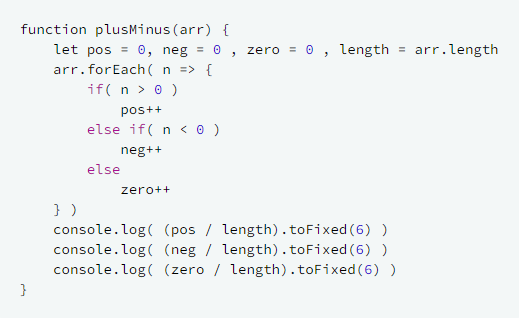 function plusMinus(arr) {
    let pos = 0, neg = 0 , zero = 0 , length = arr.length
    arr.forEach( n => {
        if( n > 0 )
            pos++
        else if( n < 0 )
            neg++
        else
            zero++
    } )
    console.log( (pos / length).toFixed(6) )
    console.log( (neg / length).toFixed(6) )
    console.log( (zero / length).toFixed(6) )
}